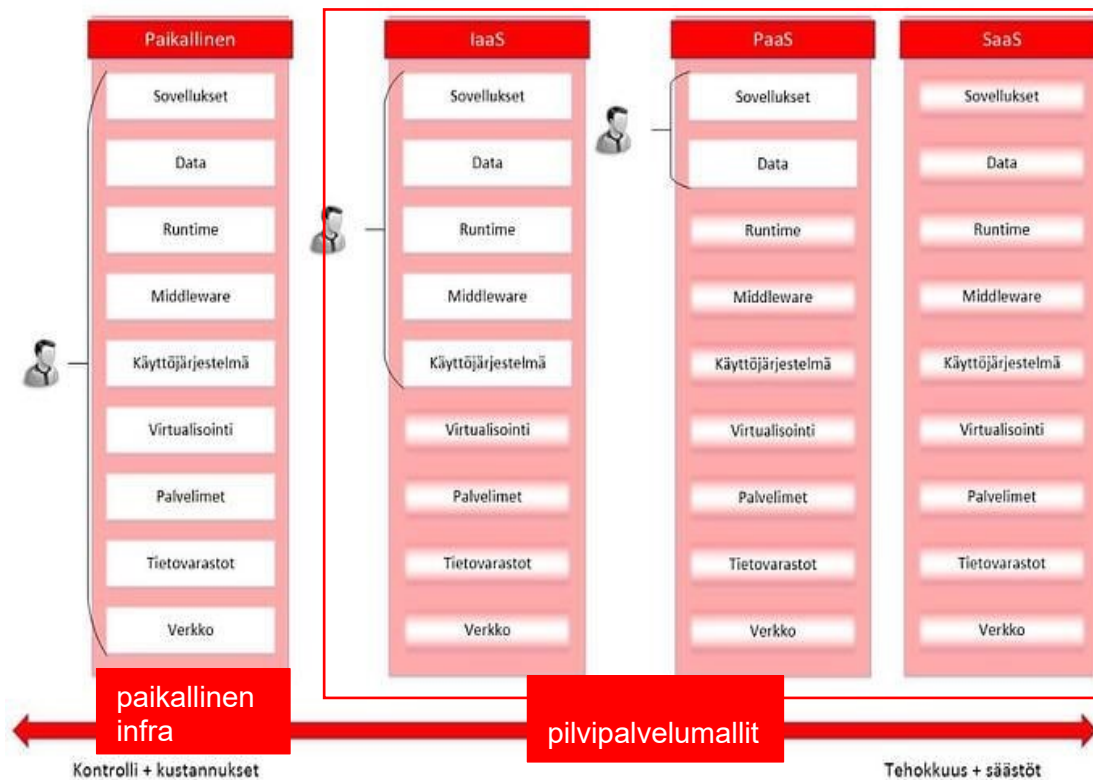 Paikallinen
Sovellukset
Data
Runtime
Middleware
Käyttöjärjestelmä
Virtualisointi
Palvelimet
Tietovarastot
Verkko
IaaS
Sovellukset
Data
Runtime
Middleware
Käyttöjärjestelmä
Virtualisointi
Palvelimet
Tietovarastot
Verkko
PaaS
Sovellukset
Data
Runtime
Middleware
Käyttöjärjestelmä
Virtualisointi
Palvelimet
Tietovarastot
Verkko
SaaS
Sovellukset
Data
Runtime
Middleware
Käyttöjärjestelmä
Virtualisointi
Palvelimet
Tietovarastot
Verkko
paikallinen
infra
pilvipalvelumallit
Kontrolli + kustannukset
Tehokkuus + säästöt